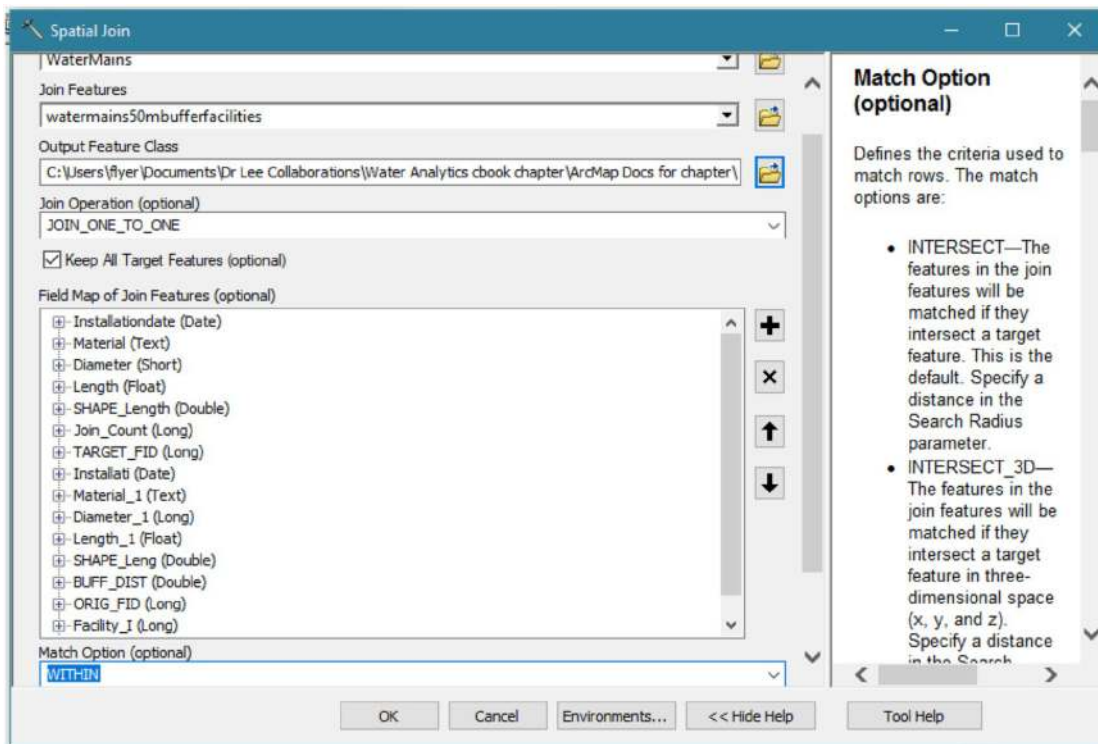 Spatial Join
WaterMains
Join Features
watermains50mbufferfacilities
Output Feature Class
C:\Users\flyer\Documents\Dr Lee Collaborations\Water Analytics cbook chapter\ArcMap Docs for chapter\
Join Operation (optional)
JOIN_ONE_TO_ONE
Keep All Target Features (optional)
Field Map of Join Features (optional)
Installationdate (Date)
Material (Text)
Diameter (Short)
Length (Float)
SHAPE_Length (Double)
Join_Count (Long)
TARGET_FID (Long)
Installati (Date)
Material_1 (Text)
Diameter_1 (Long)
Length_1 (Float)
SHAPE_Leng (Double)
BUFF_DIST (Double)
ORIG_FID (Long)
Facility_I (Long)
Match Option (optional)
WITHIN
OK
Cancel
Environments...
<< Hide Help
Tool Help
Match Option
(optional)
Defines the criteria used to
match rows. The match
options are:
• INTERSECT—The
features in the join
features will be
matched if they
intersect a target
feature. This is the
default. Specify a
distance in the
Search Radius
parameter.
• INTERSECT_3D—
The features in the
join features will be
matched if they
intersect a target
feature in three-
dimensional space
(x, y, and z).
Specify a distance
in the Search